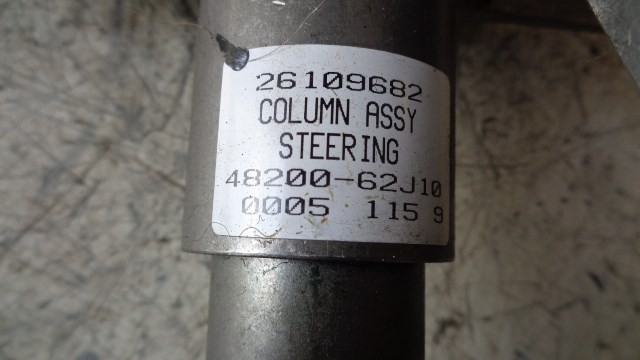 26109682
COLUMN ASSY
STEERING
48200-62J10
0005 115 9